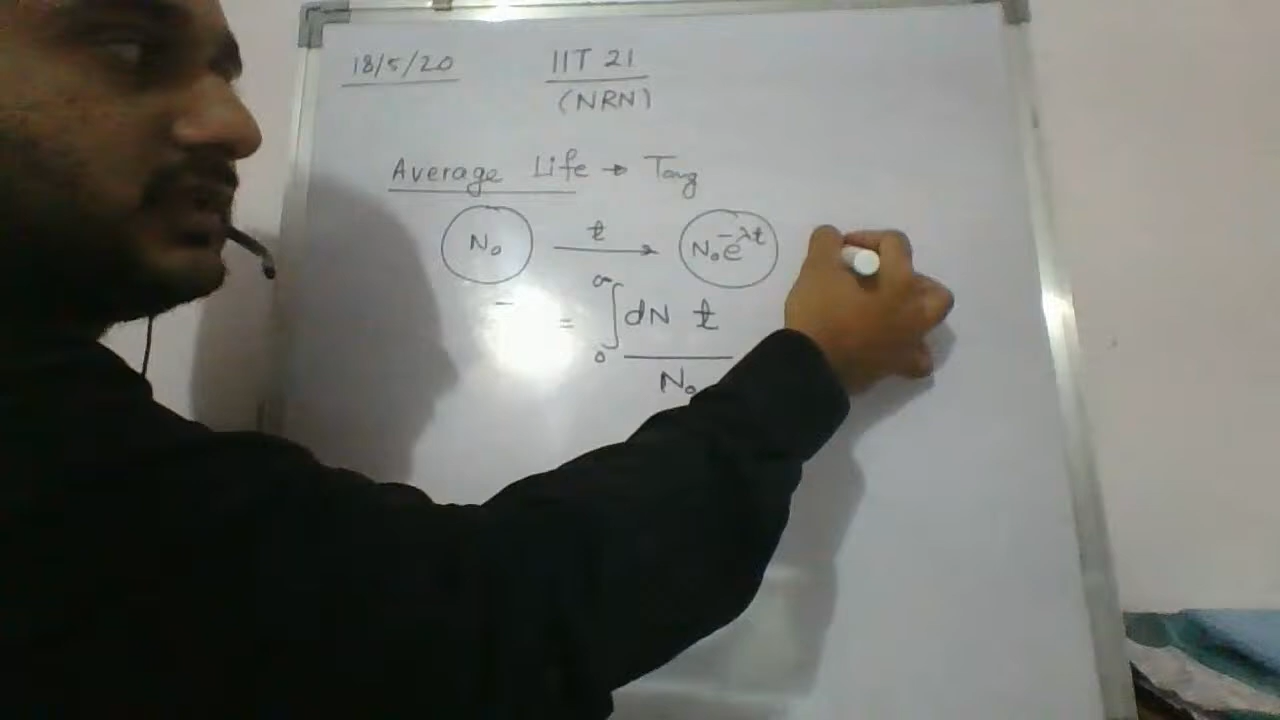 18/5/20 IIT 21
(NRN)
Average Life → Tavg
N₀ t N₀e^-λt
= ∫₀^∞ dN t
N₀